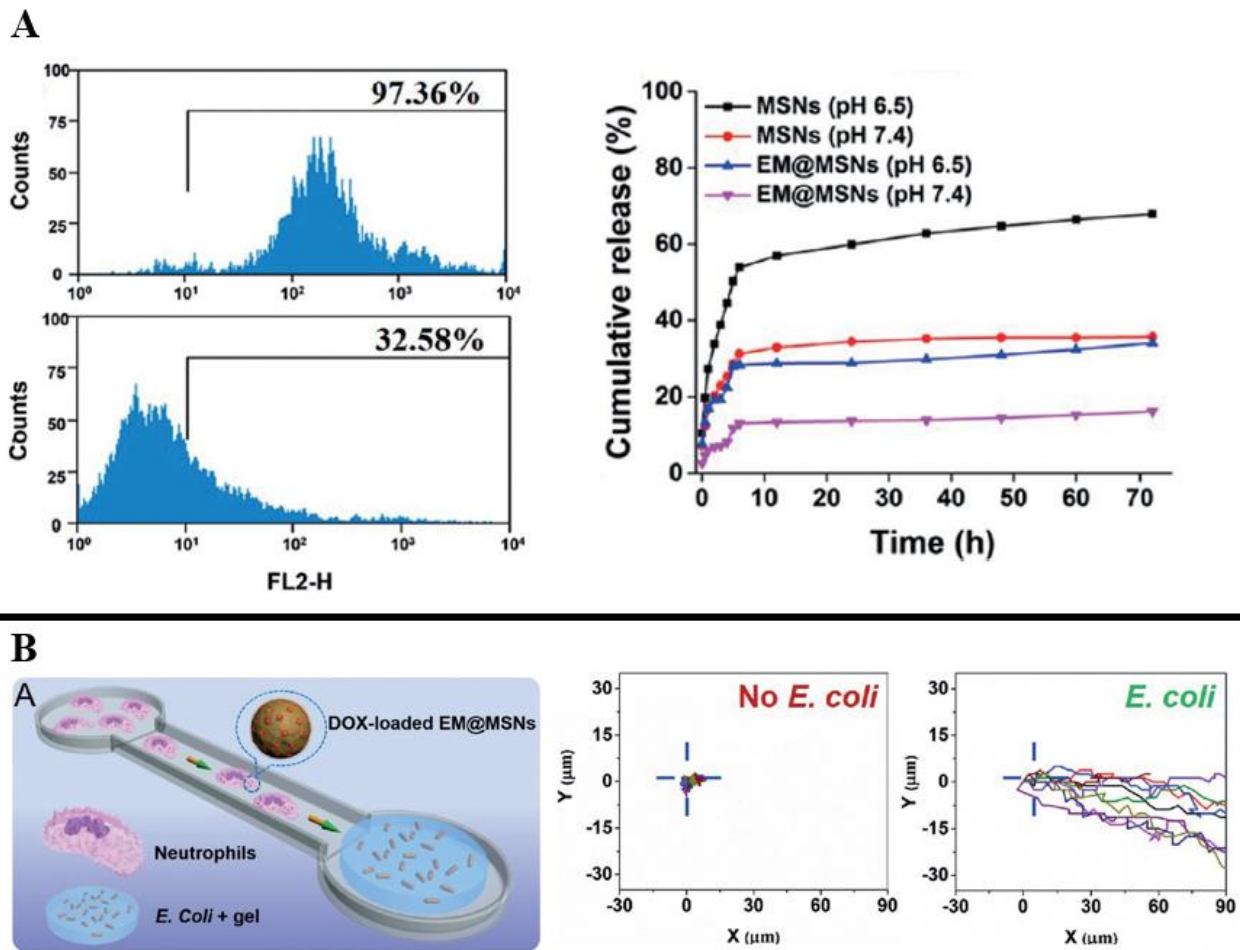 A
97.36%
Counts
100
75
50
25
0
10⁰ 10¹ 10² 10³ 10⁴
32.58%
Counts
100
75
50
25
0
10⁰ 10¹ 10² 10³ 10⁴
FL2-H
MSNs (pH 6.5)
MSNs (pH 7.4)
EM@MSNs (pH 6.5)
EM@MSNs (pH 7.4)
Cumulative release (%)
100
80
60
40
20
0
0 10 20 30 40 50 60 70
Time (h)
B
A
DOX-loaded EM@MSNs
Neutrophils
E. Coli + gel
No E. coli
Y (μm)
30
15
0
-15
-30
-30 0 30 60 90
X (μm)
E. coli
Y (μm)
30
15
0
-15
-30
-30 0 30 60 90
X (μm)